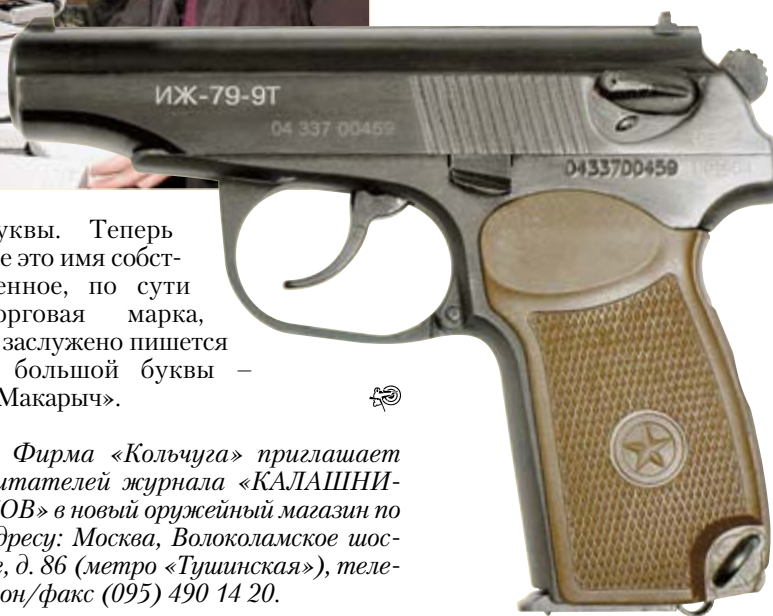 ИЖ-79-9Т
04 337 00459
0433700459
уквы. Теперь
е это имя собст-
енное, по сути
орговая марка,
заслужено пишется
большой буквы –
Макарыч».
Фирма «Кольчуга» приглашает
итателей журнала «КАЛАШНИ-
ОВ» в новый оружейный магазин по
дресу: Москва, Волоколамское шос-
е, д. 86 (метро «Тушинская»), теле-
он/факс (095) 490 14 20.